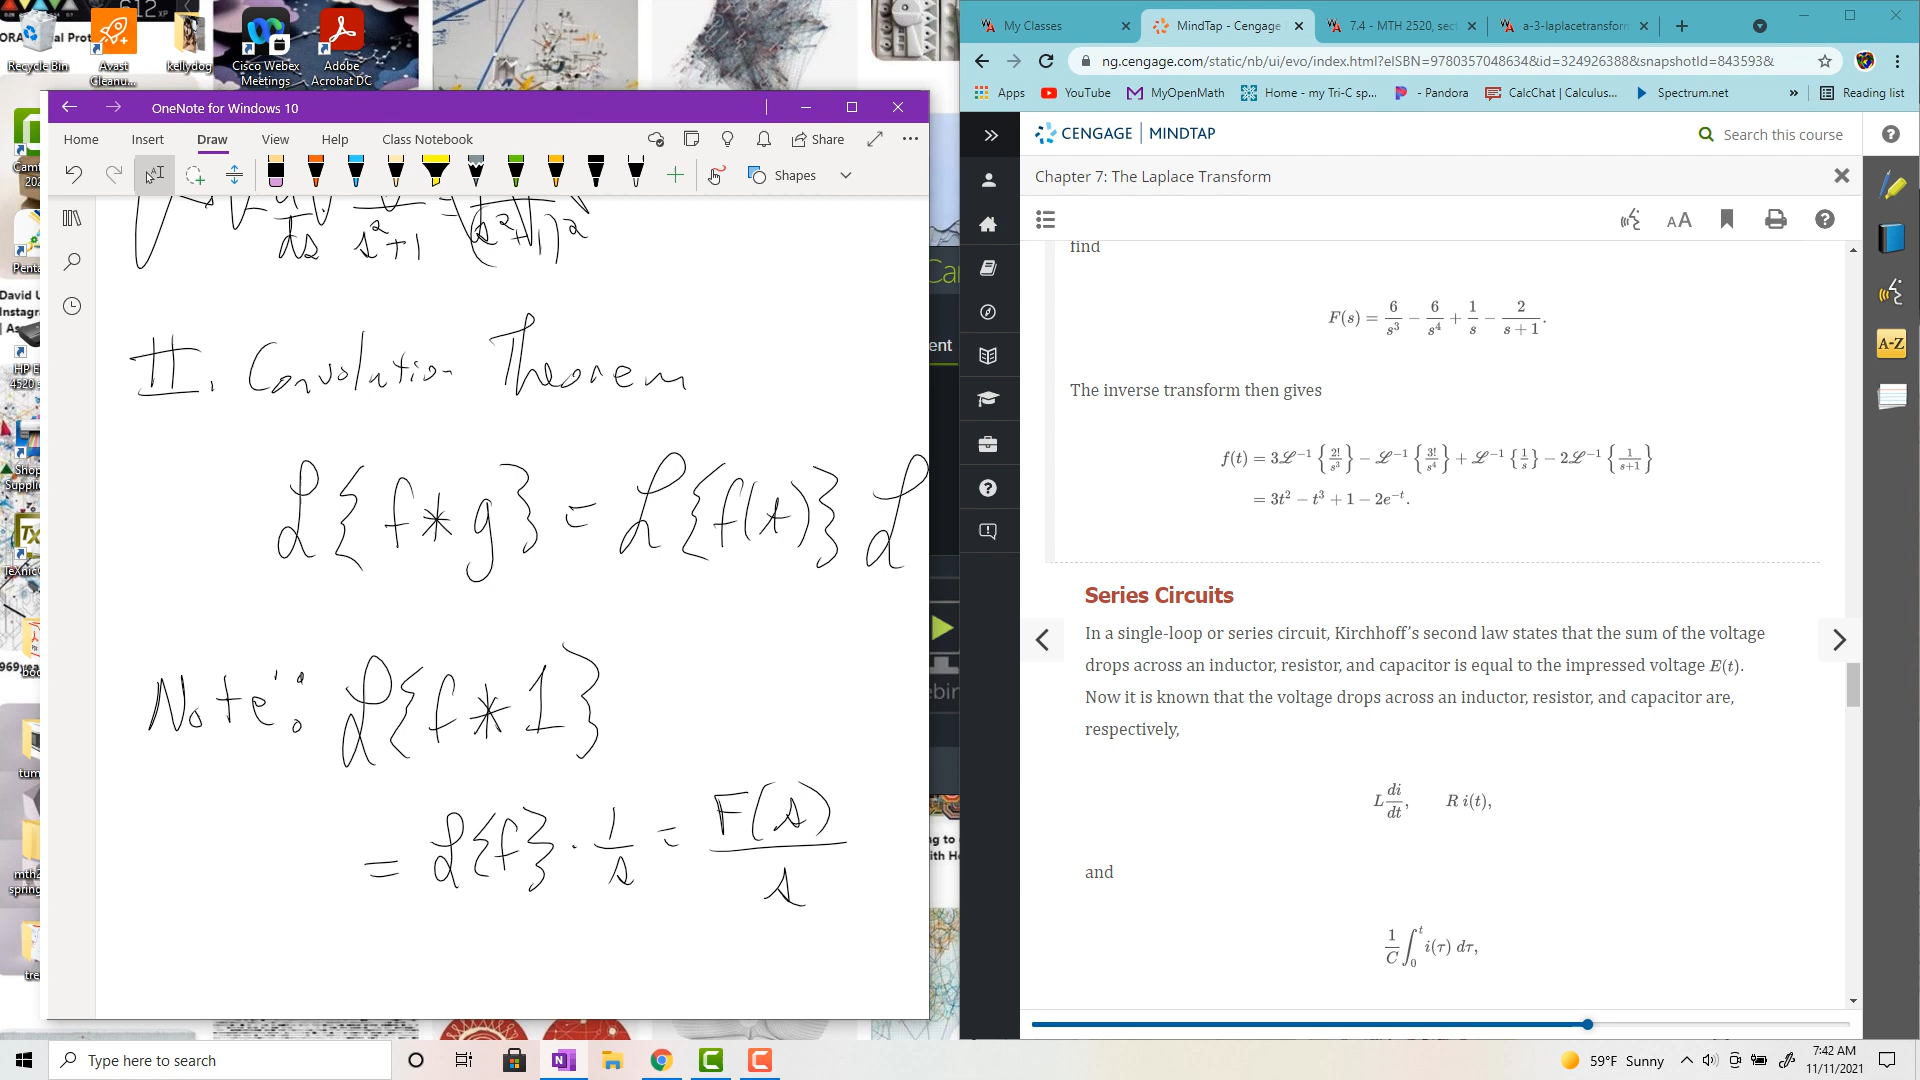 Recycle Bin
Avast Cleanu...
kellydog
Cisco Webex Meetings
Adobe Acrobat DC
OneNote for Windows 10
Home Insert Draw View Help Class Notebook Share
Shapes
ds s²+1 (s²+1)²
II. Convolution Theorem
ℒ{f*g} = ℒ{f(t)} ℒ
Note: ℒ{f*1}
= ℒ{f} · 1/s = F(s)/s
My Classes
MindTap - Cengage
7.4 - MTH 2520, sect
a-3-laplacetransform
ng.cengage.com/static/nb/ui/evo/index.html?eISBN=9780357048634&id=324926388&snapshotId=843593&
Apps YouTube MyOpenMath Home - my Tri-C sp... - Pandora CalcChat | Calculus... Spectrum.net » Reading list
CENGAGE | MINDTAP
Search this course
Chapter 7: The Laplace Transform
AA
A-Z
find
F(s) = 6/s³ − 6/s⁴ + 1/s − 2/(s + 1).
The inverse transform then gives
f(t) = 3ℒ⁻¹{2!/s³} − ℒ⁻¹{3!/s⁴} + ℒ⁻¹{1/s} − 2ℒ⁻¹{1/(s+1)}
= 3t² − t³ + 1 − 2e⁻ᵗ.
Series Circuits
In a single-loop or series circuit, Kirchhoff’s second law states that the sum of the voltage
drops across an inductor, resistor, and capacitor is equal to the impressed voltage E(t).
Now it is known that the voltage drops across an inductor, resistor, and capacitor are,
respectively,
L di/dt, R i(t),
and
1/C ∫₀ᵗ i(τ) dτ,
Type here to search
59°F Sunny
7:42 AM
11/11/2021